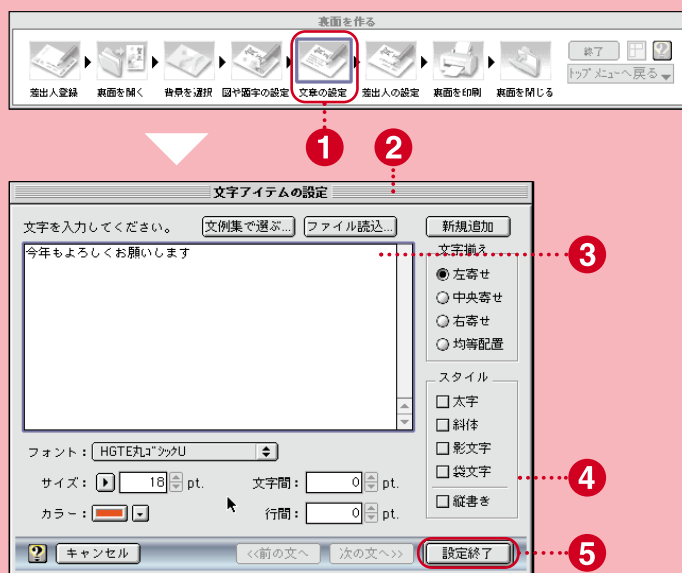 裏面を作る
終了 ?
トップメニューへ戻る
差出人登録 裏面を開く 背景を選択 図や題字の設定 文章の設定 差出人の設定 裏面を印刷 裏面を閉じる
1
2
文字アイテムの設定
文字を入力してください。 文例集で選ぶ... ファイル読込... 新規追加
今年もよろしくお願いします
3
文字揃え
左寄せ
中央寄せ
右寄せ
均等配置
スタイル
太字
斜体
影文字
袋文字
縦書き
4
フォント： HGTE丸ｺﾞｼｯｸU
サイズ： 18 pt. 文字間： 0 pt.
カラー： 行間： 0 pt.
? キャンセル <<前の文へ 次の文へ>> 設定終了
5